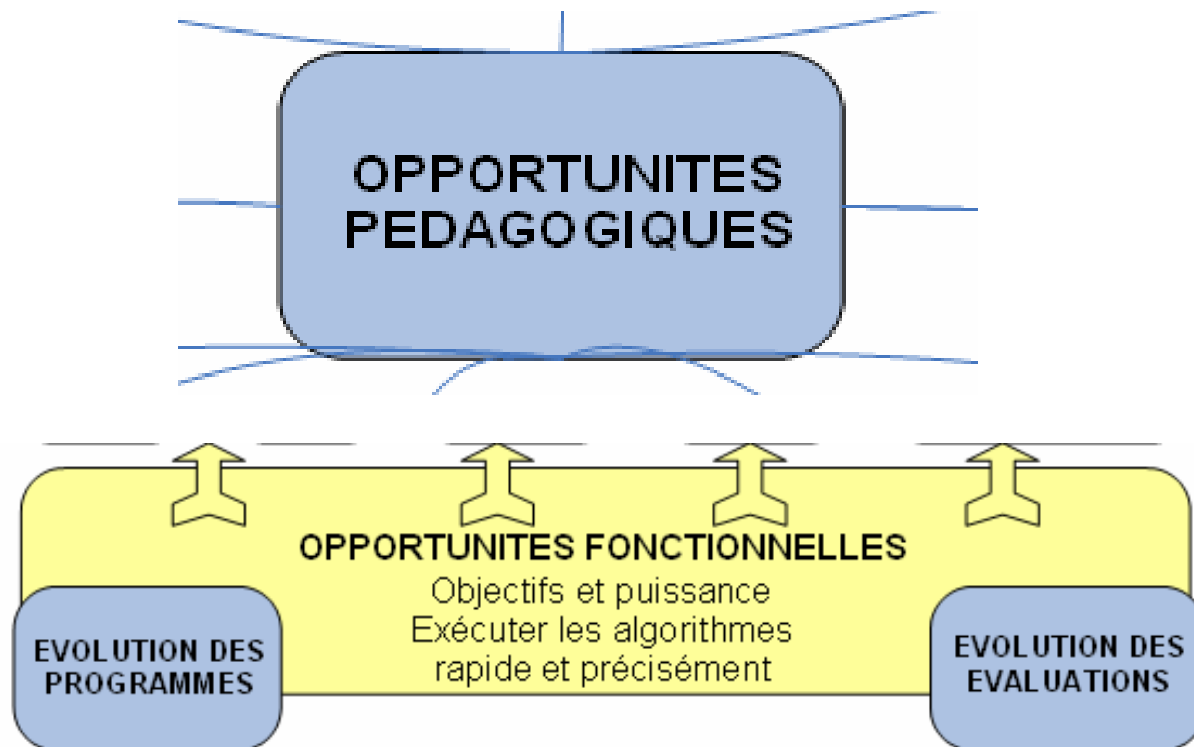 OPPORTUNITES
PEDAGOGIQUES
OPPORTUNITES FONCTIONNELLES
Objectifs et puissance
Exécuter les algorithmes
rapide et précisément
EVOLUTION DES
PROGRAMMES
EVOLUTION DES
EVALUATIONS